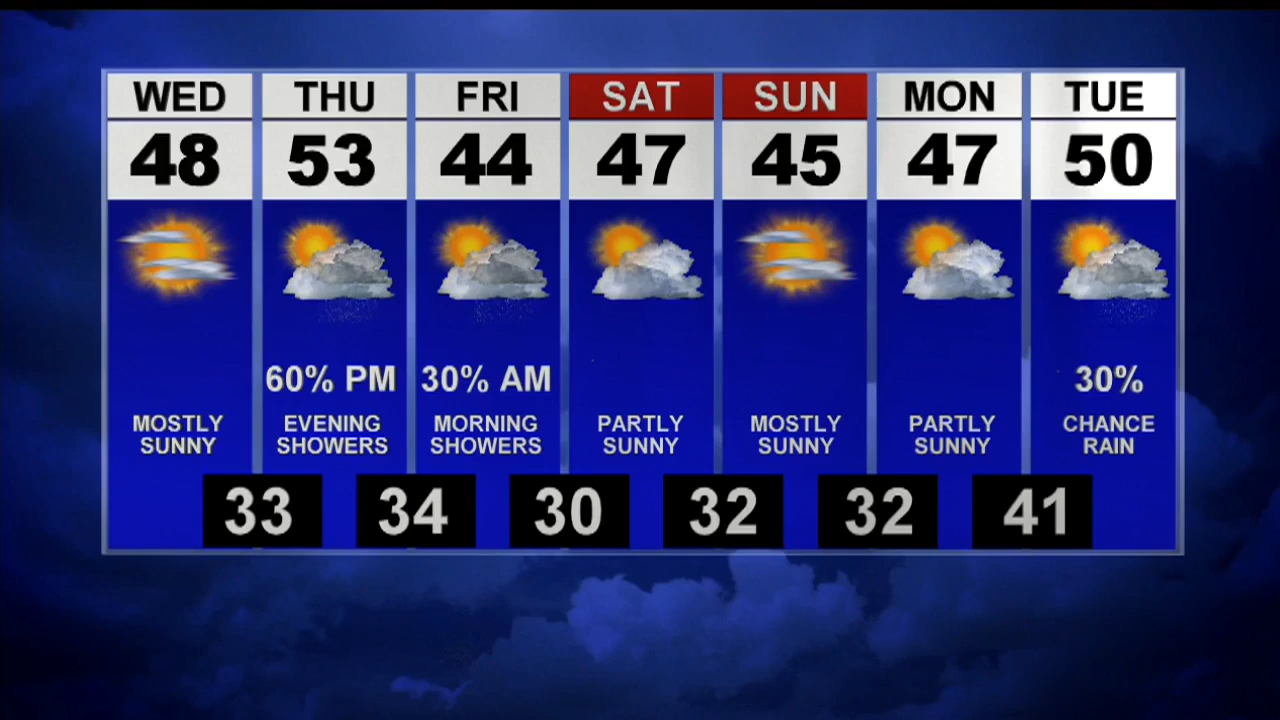 WED THU FRI SAT SUN MON TUE
48 53 44 47 45 47 50
60% PM 30% AM 30%
MOSTLY EVENING MORNING PARTLY MOSTLY PARTLY CHANCE
SUNNY SHOWERS SHOWERS SUNNY SUNNY SUNNY RAIN
33 34 30 32 32 41